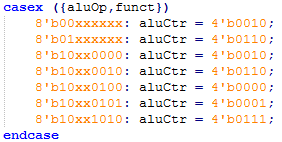 casex ({aluOp,funct})
8'b00xxxxxx: aluCtr = 4'b0010;
8'b01xxxxxx: aluCtr = 4'b0110;
8'b10xx0000: aluCtr = 4'b0010;
8'b10xx0010: aluCtr = 4'b0110;
8'b10xx0100: aluCtr = 4'b0000;
8'b10xx0101: aluCtr = 4'b0001;
8'b10xx1010: aluCtr = 4'b0111;
endcase